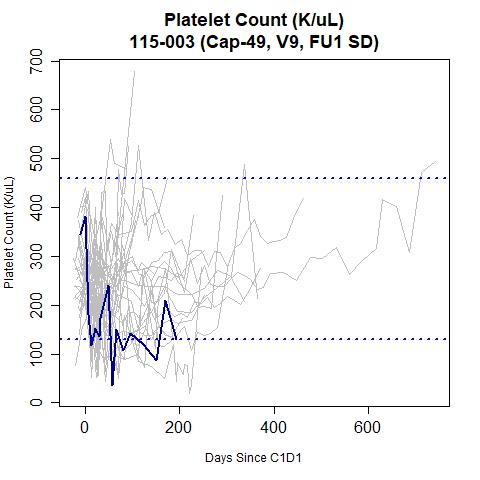 Platelet Count (K/uL)
115-003 (Cap-49, V9, FU1 SD)
Platelet Count (K/uL)
700
600
500
400
300
200
100
0
0 200 400 600
Days Since C1D1